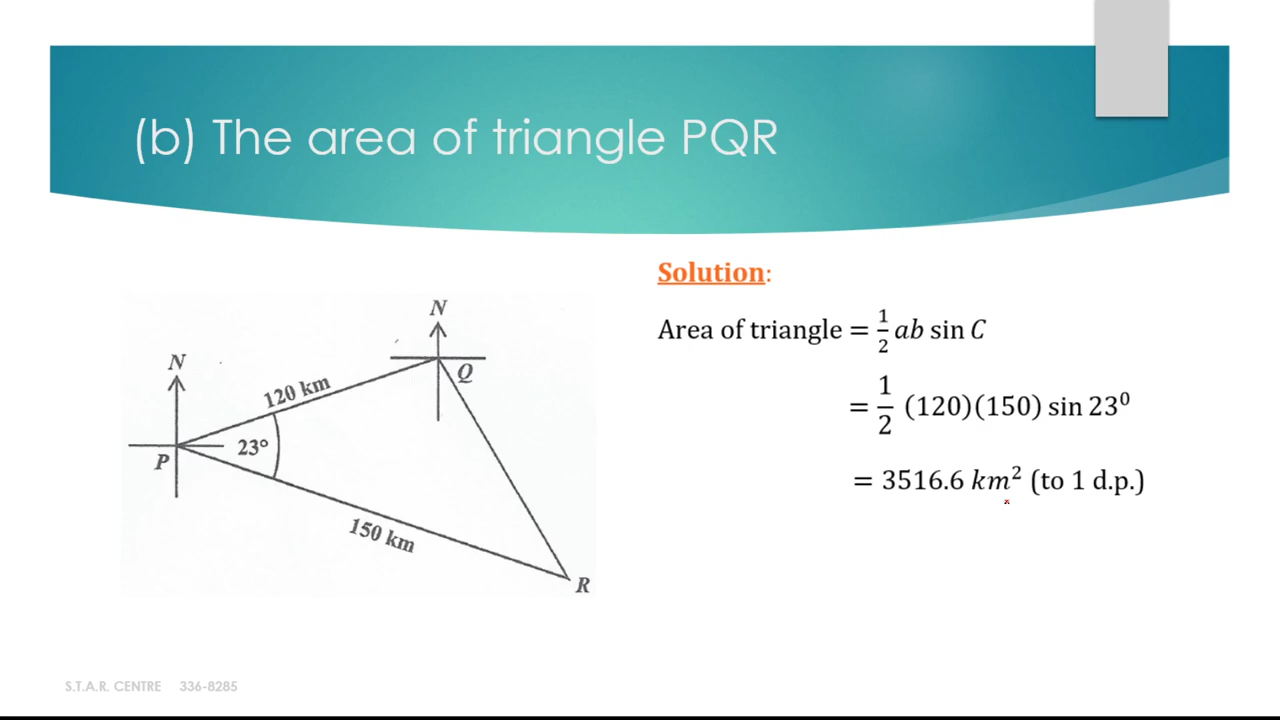 (b) The area of triangle PQR
Solution:
Area of triangle = 1/2 ab sin C
= 1/2 (120)(150) sin 23⁰
= 3516.6 km² (to 1 d.p.)
N
N
120 km
Q
23°
P
150 km
R
S.T.A.R. CENTRE 336-8285